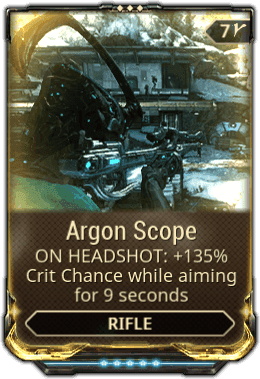 7
Argon Scope
ON HEADSHOT: +135%
Crit Chance while aiming
for 9 seconds
RIFLE